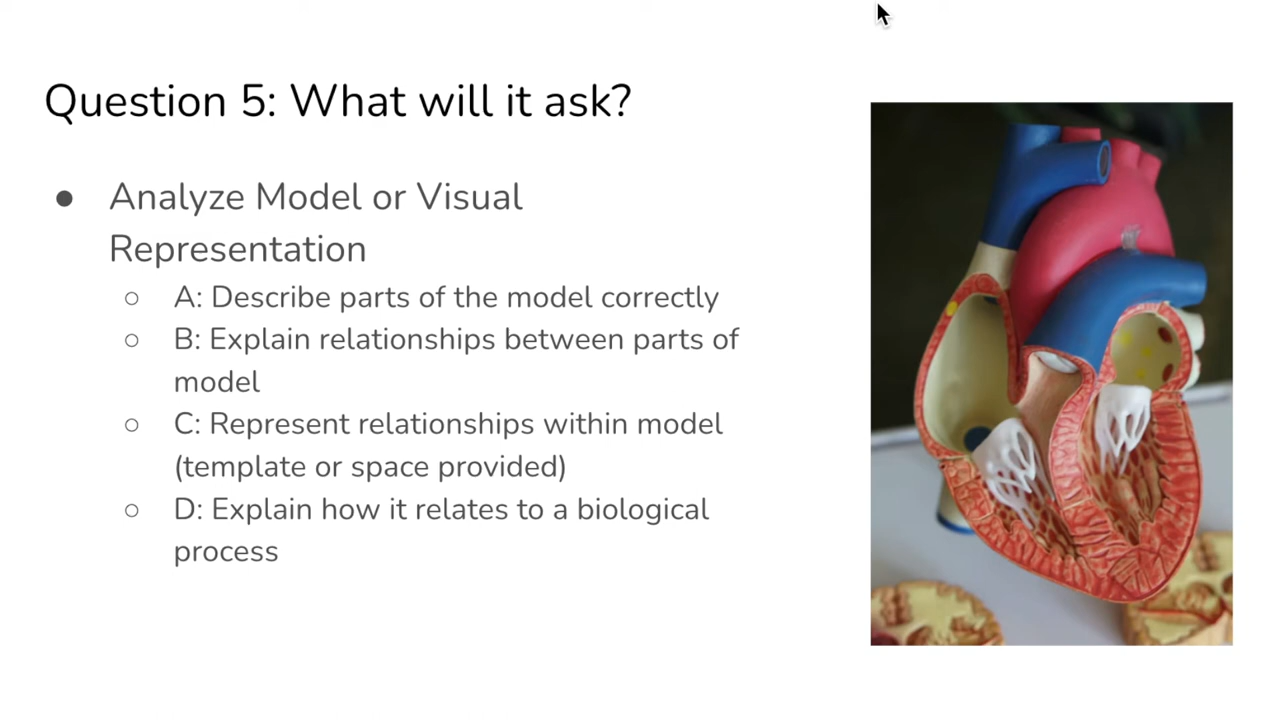 Question 5: What will it ask?
● Analyze Model or Visual
Representation
○ A: Describe parts of the model correctly
○ B: Explain relationships between parts of
model
○ C: Represent relationships within model
(template or space provided)
○ D: Explain how it relates to a biological
process